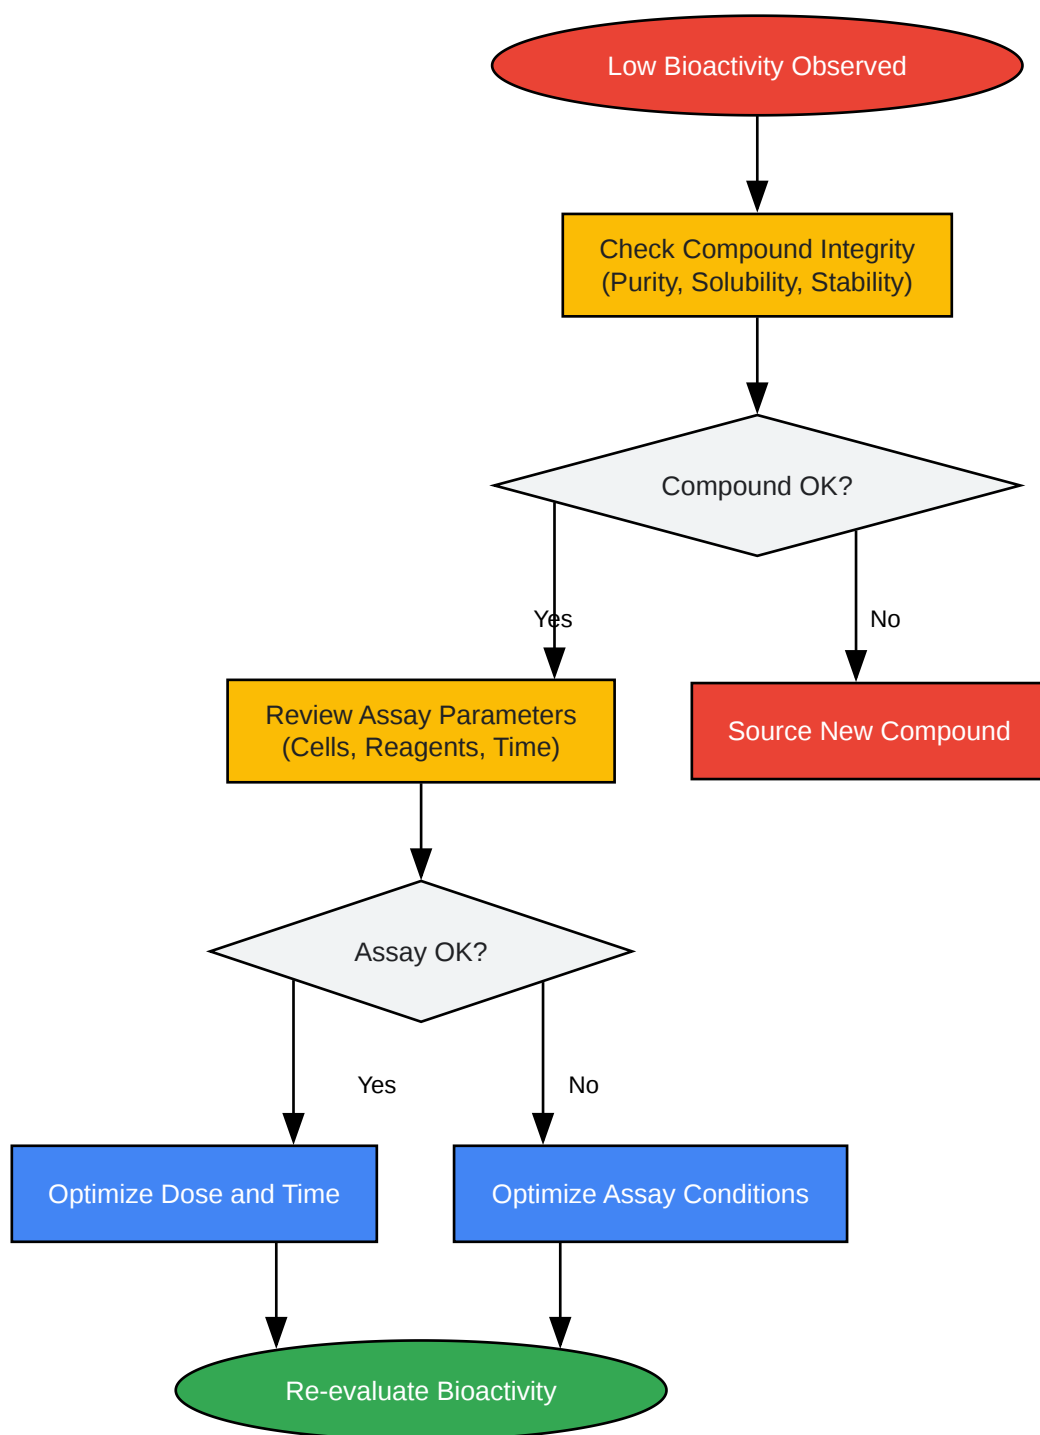 Low Bioactivity Observed
Check Compound Integrity
(Purity, Solubility, Stability)
Compound OK?
Yes
No
Review Assay Parameters
(Cells, Reagents, Time)
Source New Compound
Assay OK?
Yes
No
Optimize Dose and Time
Optimize Assay Conditions
Re-evaluate Bioactivity